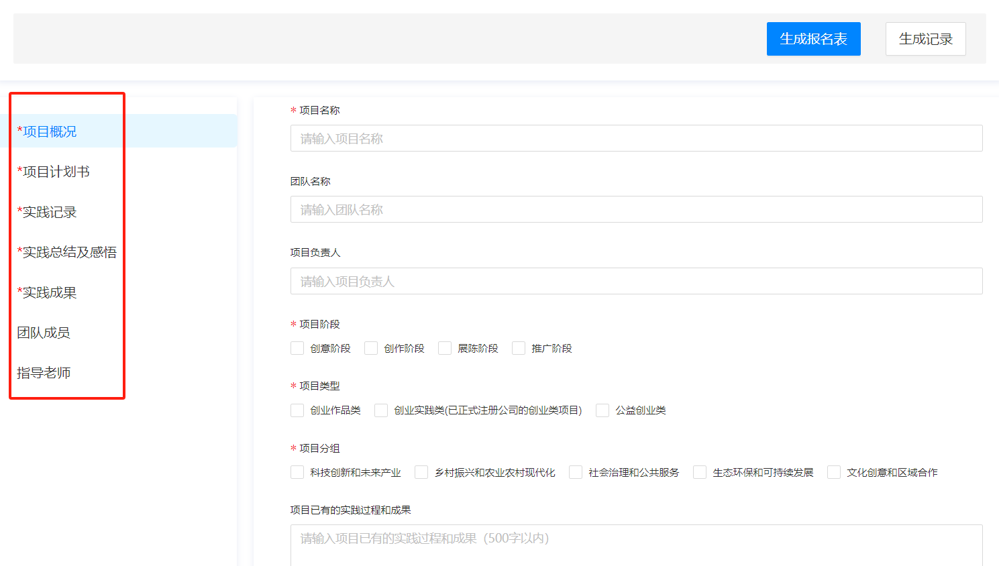 生成报名表 生成记录
*项目概况
*项目计划书
*实践记录
*实践总结及感悟
*实践成果
团队成员
指导老师
* 项目名称
请输入项目名称
团队名称
请输入团队名称
项目负责人
请输入项目负责人
* 项目阶段
创意阶段 创作阶段 展陈阶段 推广阶段
* 项目类型
创业作品类 创业实践类(已正式注册公司的创业类项目) 公益创业类
* 项目分组
科技创新和未来产业 乡村振兴和农业农村现代化 社会治理和公共服务 生态环保和可持续发展 文化创意和区域合作
项目已有的实践过程和成果
请输入项目已有的实践过程和成果（500字以内）